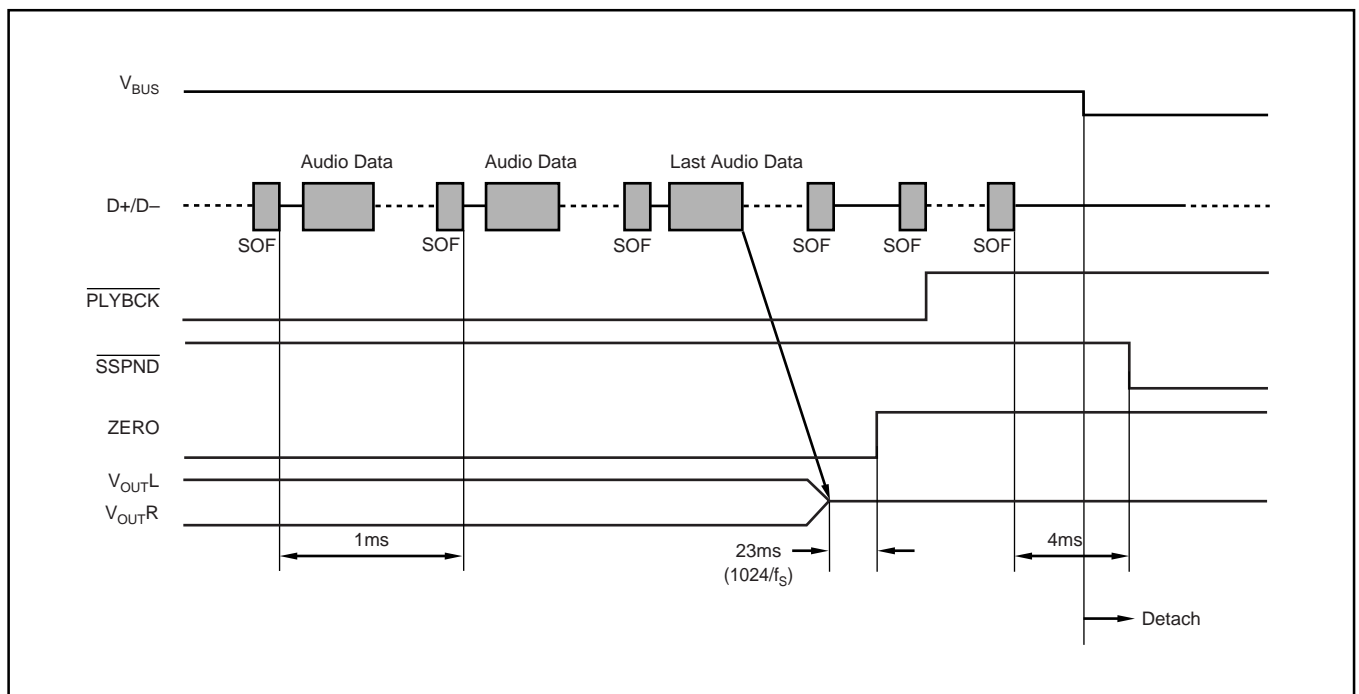 VBUS
Audio Data
Audio Data
Last Audio Data
D+/D–
SOF
SOF
SOF
SOF
SOF
SOF
PLYBCK
SSPND
ZERO
VOUTL
VOUTR
1ms
23ms
(1024/fS)
4ms
Detach